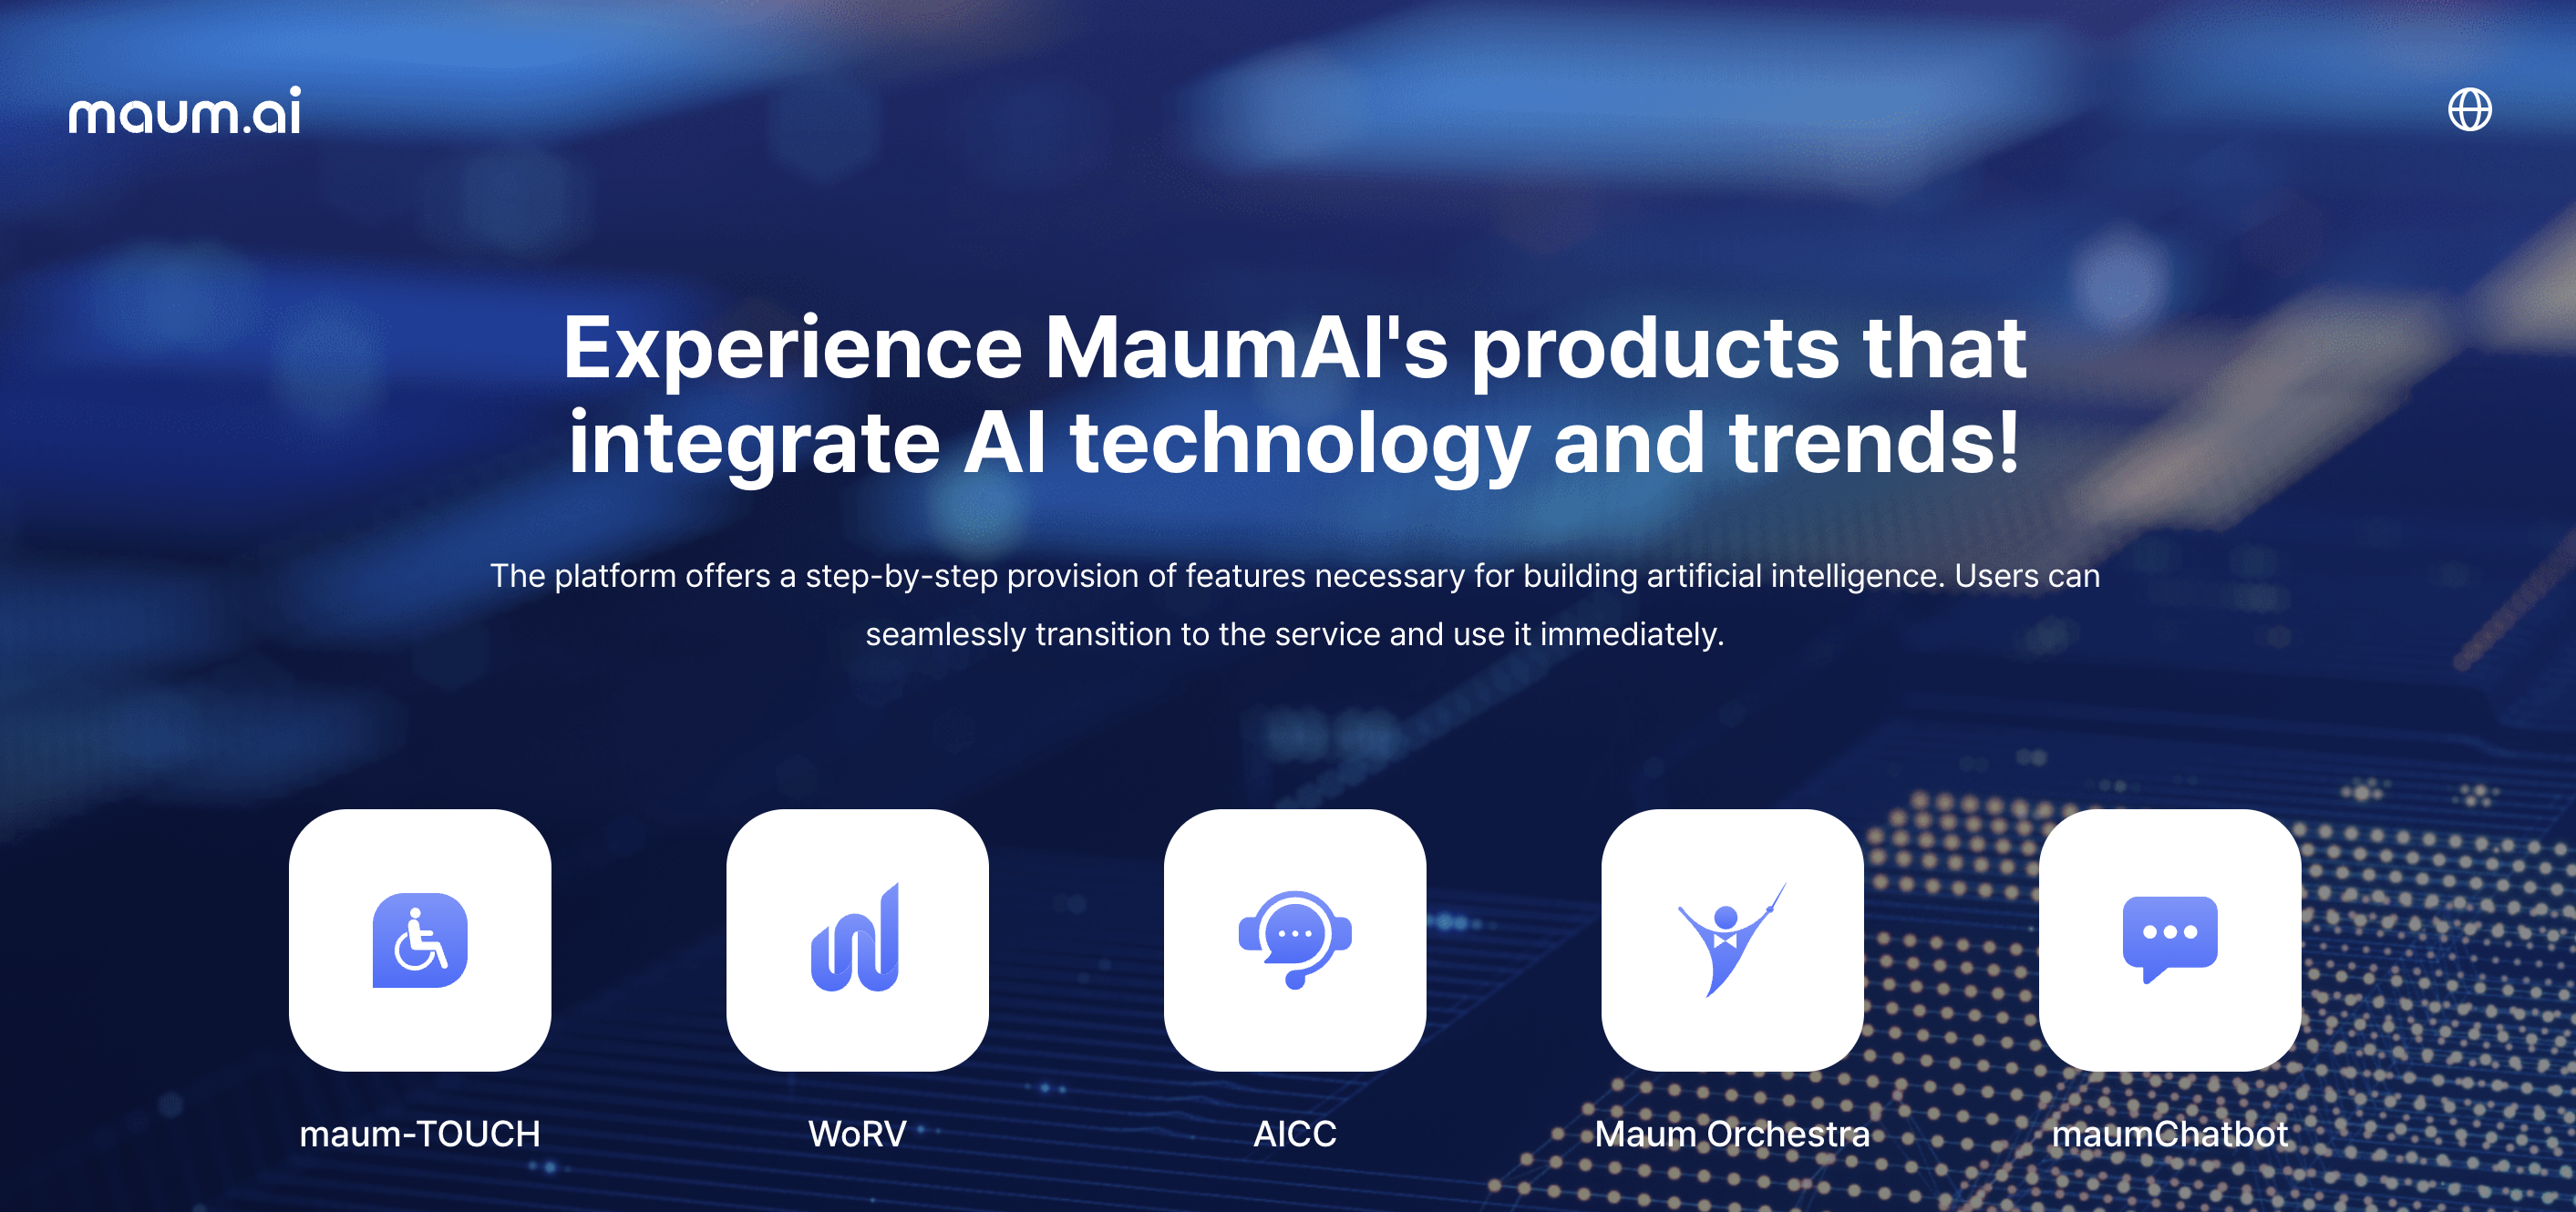 maum.ai
Experience MaumAI's products that
integrate AI technology and trends!
The platform offers a step-by-step provision of features necessary for building artificial intelligence. Users can
seamlessly transition to the service and use it immediately.
maum-TOUCH
WoRV
AICC
Maum Orchestra
maumChatbot